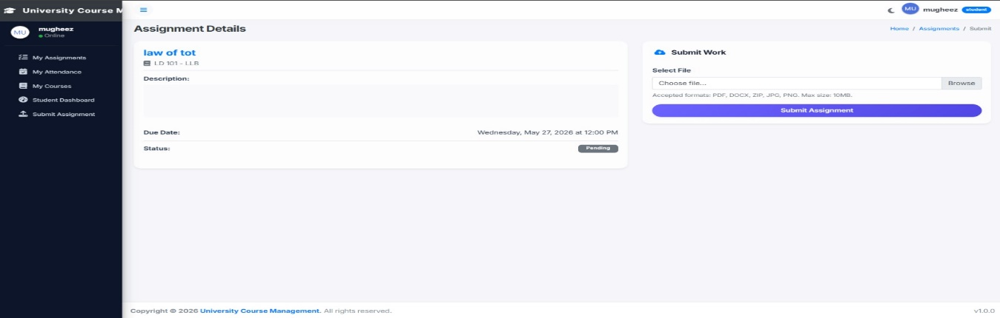 University Course M
mugheez
Online
My Assignments
My Attendance
My Courses
Student Dashboard
Submit Assignment
MU mugheez student
Assignment Details
Home / Assignments / Submit
law of tot
LD 101 - LLB
Description:
Due Date: Wednesday, May 27, 2026 at 12:00 PM
Status: Pending
Submit Work
Select File
Choose file... Browse
Accepted formats: PDF, DOCX, ZIP, JPG, PNG. Max size: 10MB.
Submit Assignment
Copyright © 2026 University Course Management. All rights reserved. v1.0.0
MU